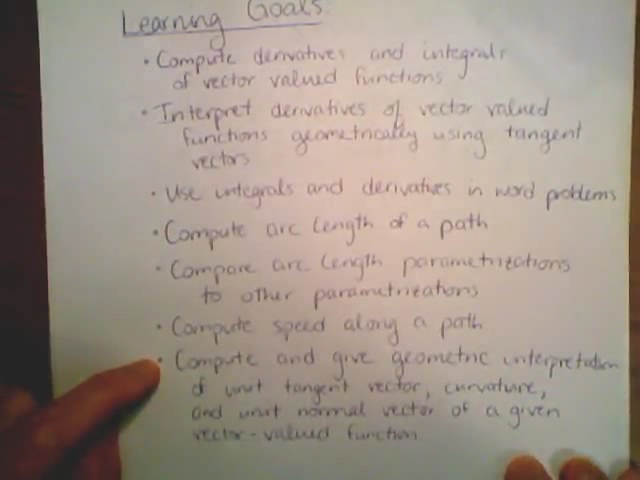 Learning Goals
• Compute derivatives and integrals
of vector valued functions
• Interpret derivatives of vector valued
functions geometrically using tangent
vectors
• Use integrals and derivatives in word problems
• Compute arc length of a path
• Compare arc length parametrizations
to other parametrizations
• Compute speed along a path
• Compute and give geometric interpretation
of unit tangent vector, curvature,
and unit normal vector of a given
vector-valued function